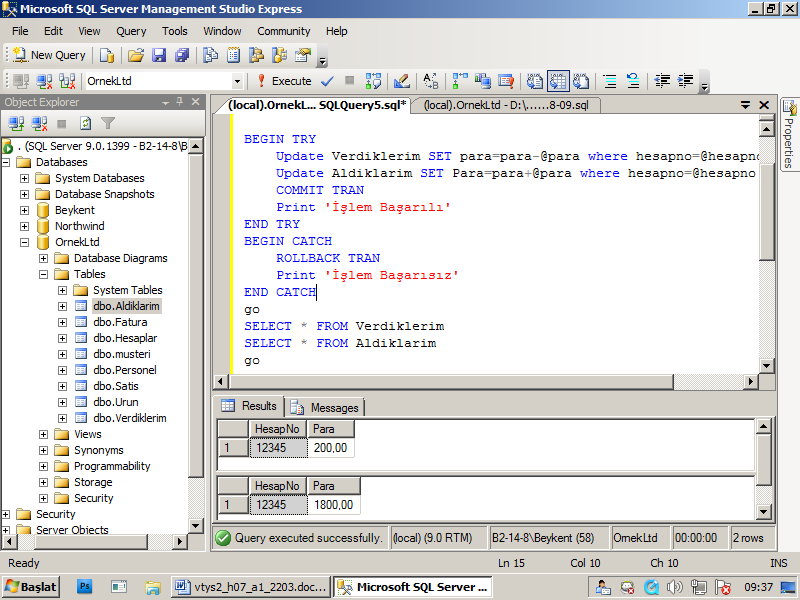 Microsoft SQL Server Management Studio Express
File Edit View Query Tools Window Community Help
New Query
OrnekLtd Execute
Object Explorer
(local).OrnekL... SQLQuery5.sql* (local).OrnekLtd - D:\......8-09.sql
Properties
. (SQL Server 9.0.1399 - B2-14-8\B
Databases
System Databases
Database Snapshots
Beykent
Northwind
OrnekLtd
Database Diagrams
Tables
System Tables
dbo.Aldiklarim
dbo.Fatura
dbo.Hesaplar
dbo.musteri
dbo.Personel
dbo.Satis
dbo.Urun
dbo.Verdiklerim
Views
Synonyms
Programmability
Storage
Security
Security
Server Objects
BEGIN TRY
Update Verdiklerim SET para=para-@para where hesapno=@hesapno
Update Aldiklarim SET Para=para+@para where hesapno=@hesapno
COMMIT TRAN
Print 'İşlem Başarılı'
END TRY
BEGIN CATCH
ROLLBACK TRAN
Print 'İşlem Başarısız'
END CATCH
go
SELECT * FROM Verdiklerim
SELECT * FROM Aldiklarim
go
Results Messages
HesapNo Para
1 12345 200,00
HesapNo Para
1 12345 1800,00
Query executed successfully. (local) (9.0 RTM) B2-14-8\Beykent (58) OrnekLtd 00:00:00 2 rows
Ready Ln 15 Col 10 Ch 10 INS
Başlat Ps vtys2_h07_a1_2203.doc... Microsoft SQL Server ... 09:37